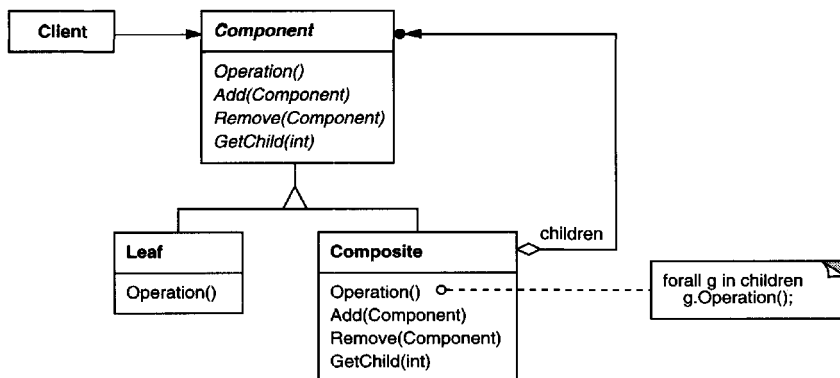 Client
Component
Operation()
Add(Component)
Remove(Component)
GetChild(int)
Leaf
Operation()
Composite
Operation()
Add(Component)
Remove(Component)
GetChild(int)
children
forall g in children
g.Operation();